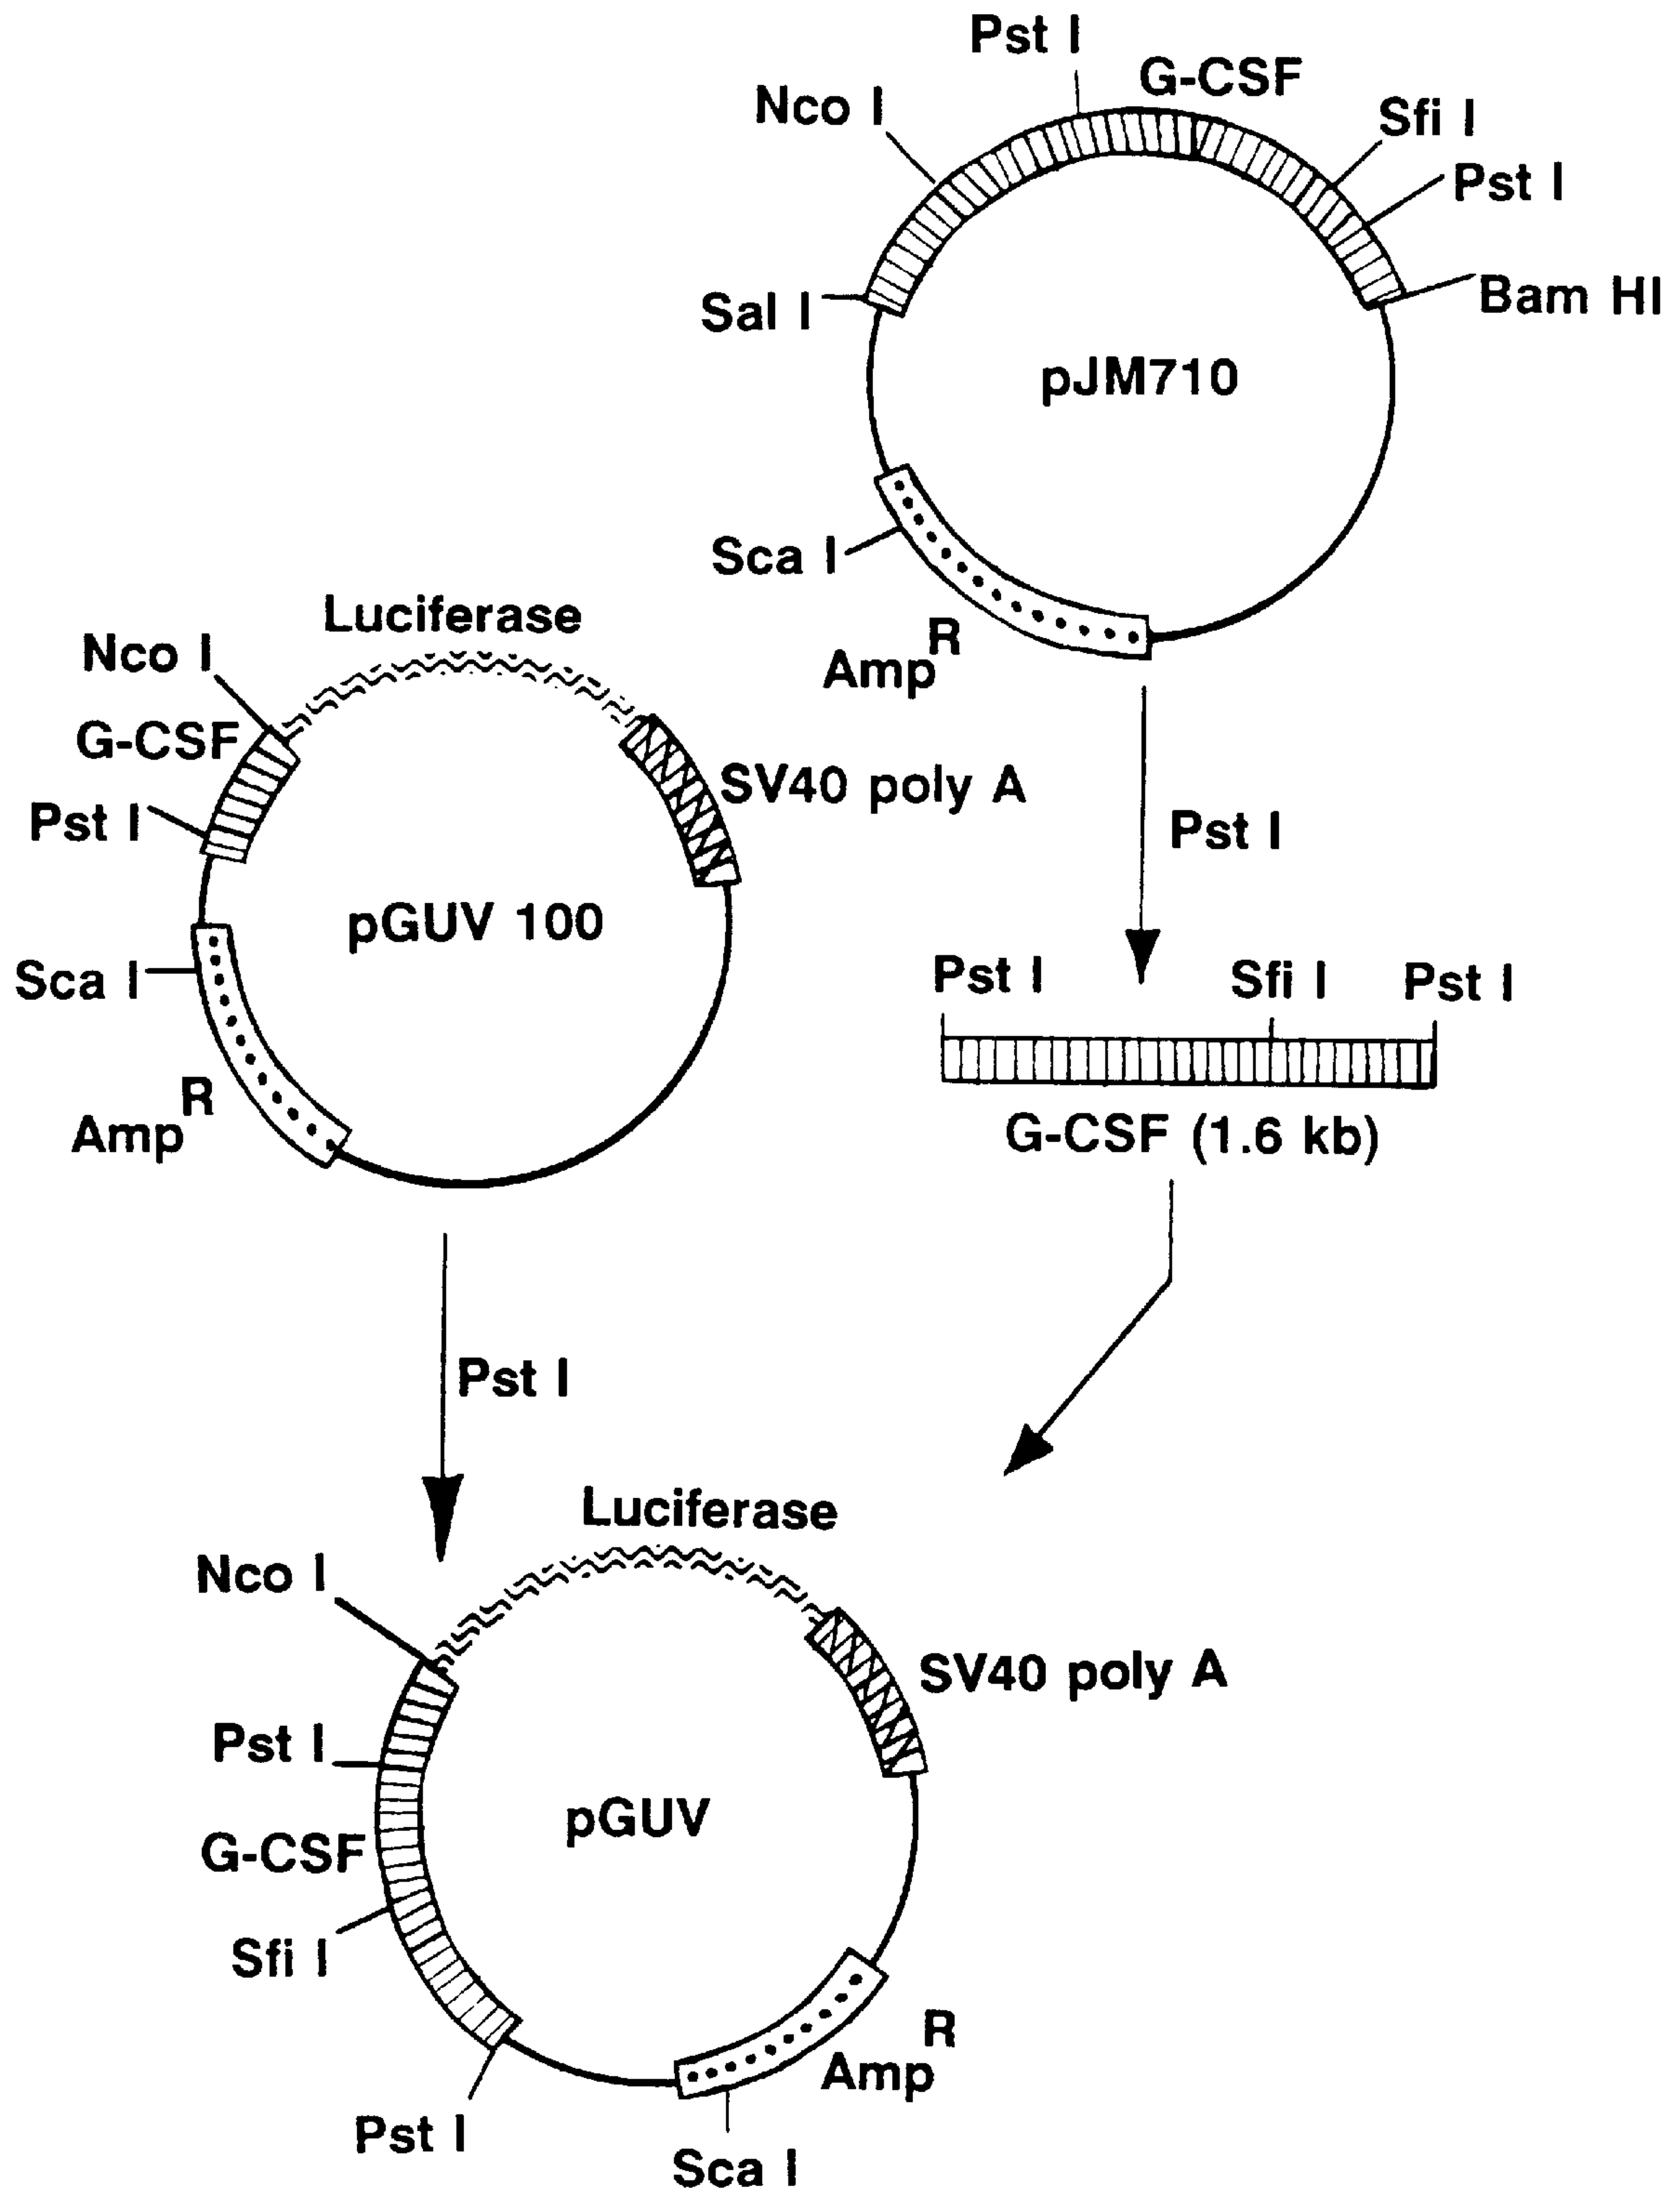 Pst I
G-CSF
Nco I
Sfi I
Pst I
Sal I
Bam HI
pJM710
Sca I
Amp R
Luciferase
Nco I
G-CSF
SV40 poly A
Pst I
pGUV 100
Sca I
Amp R
Pst I
Pst I
Sfi I
Pst I
G-CSF (1.6 kb)
Pst I
Luciferase
Nco I
SV40 poly A
Pst I
pGUV
G-CSF
Sfi I
Amp R
Pst I
Sca I